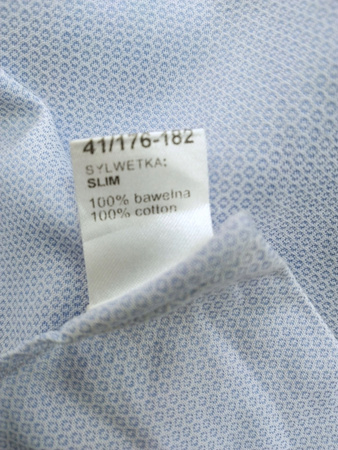 41/176-182
SYLWETKA:
SLIM
100% bawełna
100% cotton